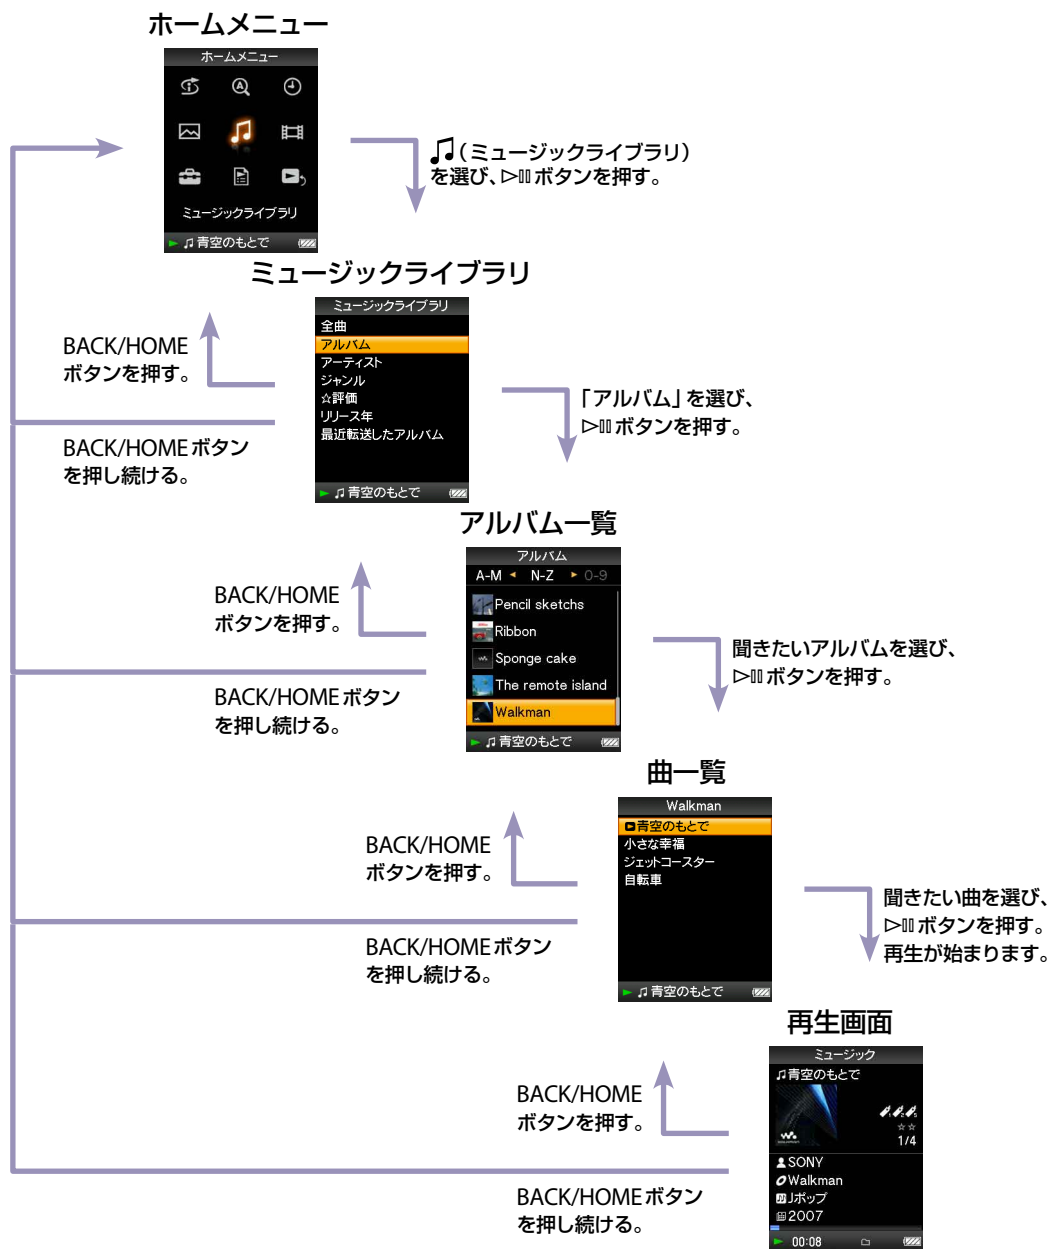 ホームメニュー
ホームメニュー
ミュージックライブラリ
青空のもとで
(ミュージックライブラリ)
を選び、ボタンを押す。
ミュージックライブラリ
ミュージックライブラリ
全曲
アルバム
アーティスト
ジャンル
☆評価
リリース年
最近転送したアルバム
青空のもとで
BACK/HOME
ボタンを押す。
BACK/HOMEボタン
を押し続ける。
「アルバム」を選び、
ボタンを押す。
アルバム一覧
アルバム
A-M N-Z 0-9
Pencil sketchs
Ribbon
Sponge cake
The remote island
Walkman
青空のもとで
BACK/HOME
ボタンを押す。
BACK/HOMEボタン
を押し続ける。
聞きたいアルバムを選び、
ボタンを押す。
曲一覧
Walkman
青空のもとで
小さな幸福
ジェットコースター
自転車
青空のもとで
BACK/HOME
ボタンを押す。
BACK/HOMEボタン
を押し続ける。
聞きたい曲を選び、
ボタンを押す。
再生が始まります。
再生画面
ミュージック
青空のもとで
☆☆
1/4
SONY
Walkman
Jポップ
2007
00:08
BACK/HOME
ボタンを押す。
BACK/HOMEボタン
を押し続ける。